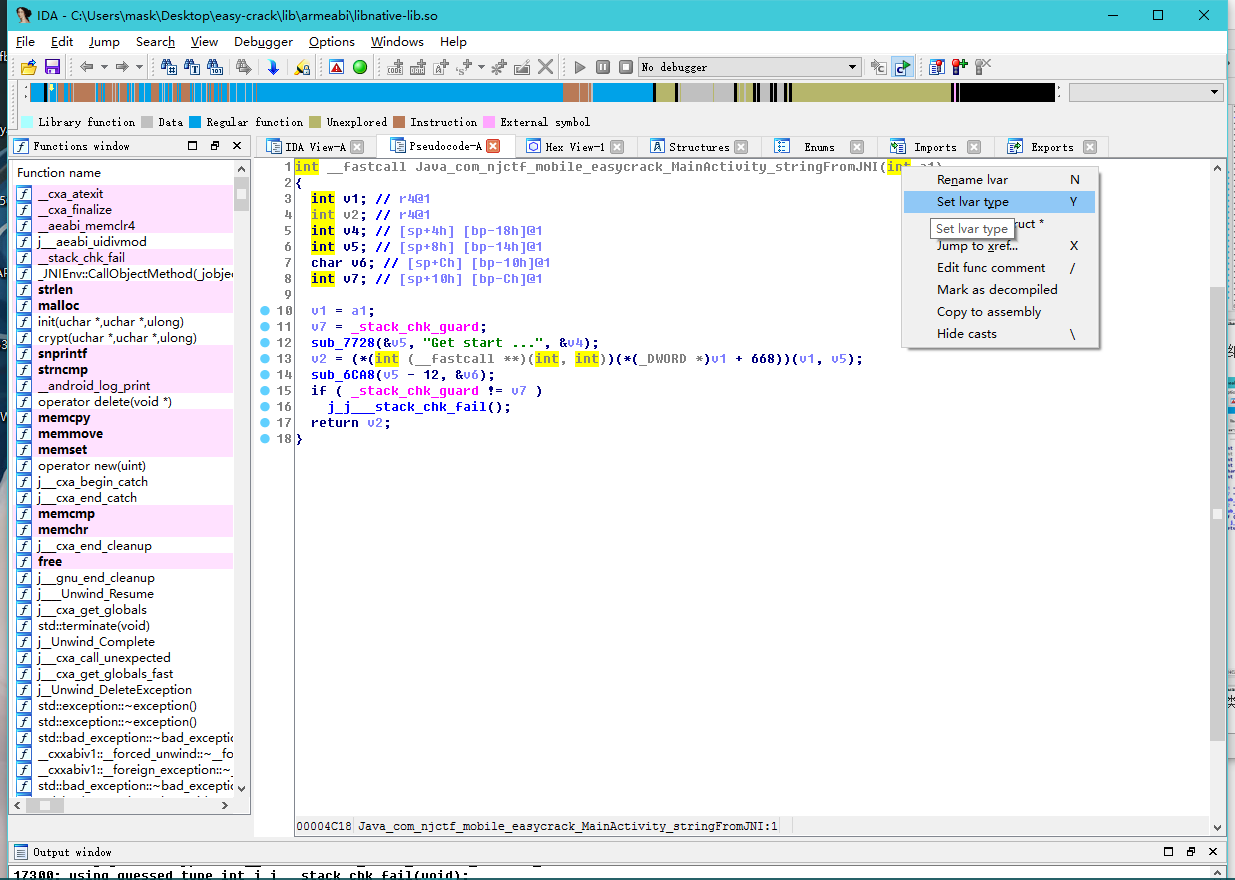 IDA - C:\Users\mask\Desktop\easy-crack\lib\armeabi\libnative-lib.so
File Edit Jump Search View Debugger Options Windows Help
No debugger
Library function Data Regular function Unexplored Instruction External symbol
Functions window
IDA View-A Pseudocode-A Hex View-1 Structures Enums Imports Exports
Function name
__cxa_atexit
__cxa_finalize
__aeabi_memclr4
j___aeabi_uidivmod
__stack_chk_fail
_JNIEnv::CallObjectMethod(_jobje
strlen
malloc
init(uchar *,uchar *,ulong)
crypt(uchar *,uchar *,ulong)
snprintf
strncmp
__android_log_print
operator delete(void *)
memcpy
memmove
memset
operator new(uint)
j___cxa_begin_catch
j___cxa_end_catch
memcmp
memchr
j___cxa_end_cleanup
free
j___gnu_end_cleanup
j___Unwind_Resume
j___cxa_get_globals
std::terminate(void)
j__Unwind_Complete
j___cxa_call_unexpected
j___cxa_get_globals_fast
j__Unwind_DeleteException
std::exception::~exception()
std::exception::~exception()
std::bad_exception::~bad_exceptic
__cxxabiv1::__forced_unwind::~__fo
__cxxabiv1::__foreign_exception::~_
std::bad_exception::~bad_exceptic
1 int __fastcall Java_com_njctf_mobile_easycrack_MainActivity_stringFromJNI(int a1)
2 {
3 int v1; // r4@1
4 int v2; // r4@1
5 int v4; // [sp+4h] [bp-18h]@1
6 int v5; // [sp+8h] [bp-14h]@1
7 char v6; // [sp+Ch] [bp-10h]@1
8 int v7; // [sp+10h] [bp-Ch]@1
9
10 v1 = a1;
11 v7 = _stack_chk_guard;
12 sub_7728(&v5, "Get start ...", &v4);
13 v2 = (*(int (__fastcall **)(int, int))(*(_DWORD *)v1 + 668))(v1, v5);
14 sub_6CA8(v5 - 12, &v6);
15 if ( _stack_chk_guard != v7 )
16 j_j___stack_chk_fail();
17 return v2;
18 }
Rename lvar N
Set lvar type Y
Set lvar type
ruct *
Jump to xref... X
Edit func comment /
Mark as decompiled
Copy to assembly
Hide casts \
00004C18 Java_com_njctf_mobile_easycrack_MainActivity_stringFromJNI:1
Output window
17300: using guessed type int j_j___stack_chk_fail(void);